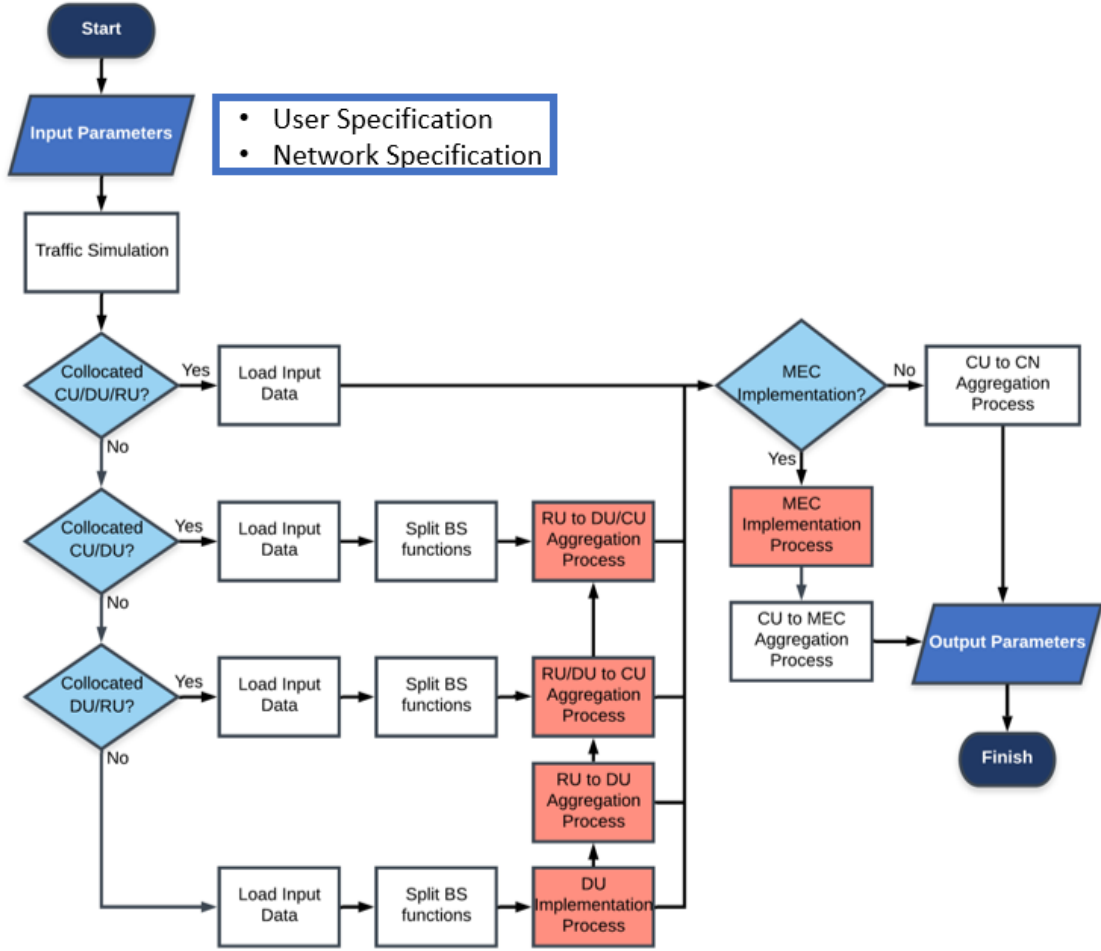 Start
Input Parameters
• User Specification
• Network Specification
Traffic Simulation
Collocated
CU/DU/RU?
Yes
Load Input
Data
MEC
Implementation?
No
CU to CN
Aggregation
Process
No
Yes
Collocated
CU/DU?
Yes
Load Input
Data
Split BS
functions
RU to DU/CU
Aggregation
Process
MEC
Implementation
Process
No
CU to MEC
Aggregation
Process
Output Parameters
Collocated
DU/RU?
Yes
Load Input
Data
Split BS
functions
RU/DU to CU
Aggregation
Process
No
Finish
RU to DU
Aggregation
Process
Load Input
Data
Split BS
functions
DU
Implementation
Process